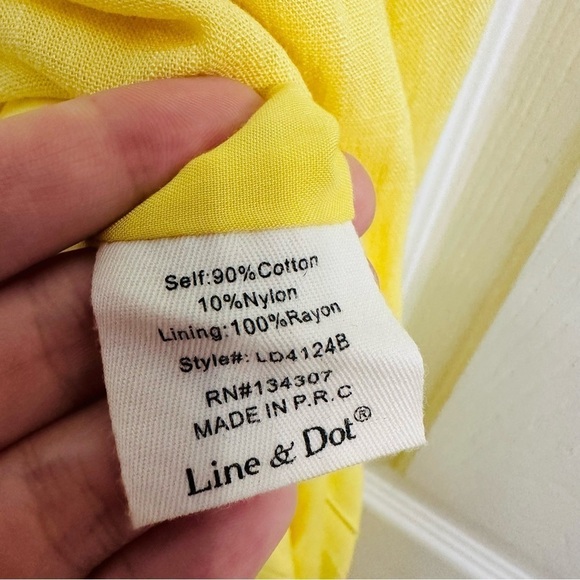 Self:90%Cotton
10%Nylon
Lining:100%Rayon
Style#: LD4124B
RN#134307
MADE IN P.R.C
Line & Dot®